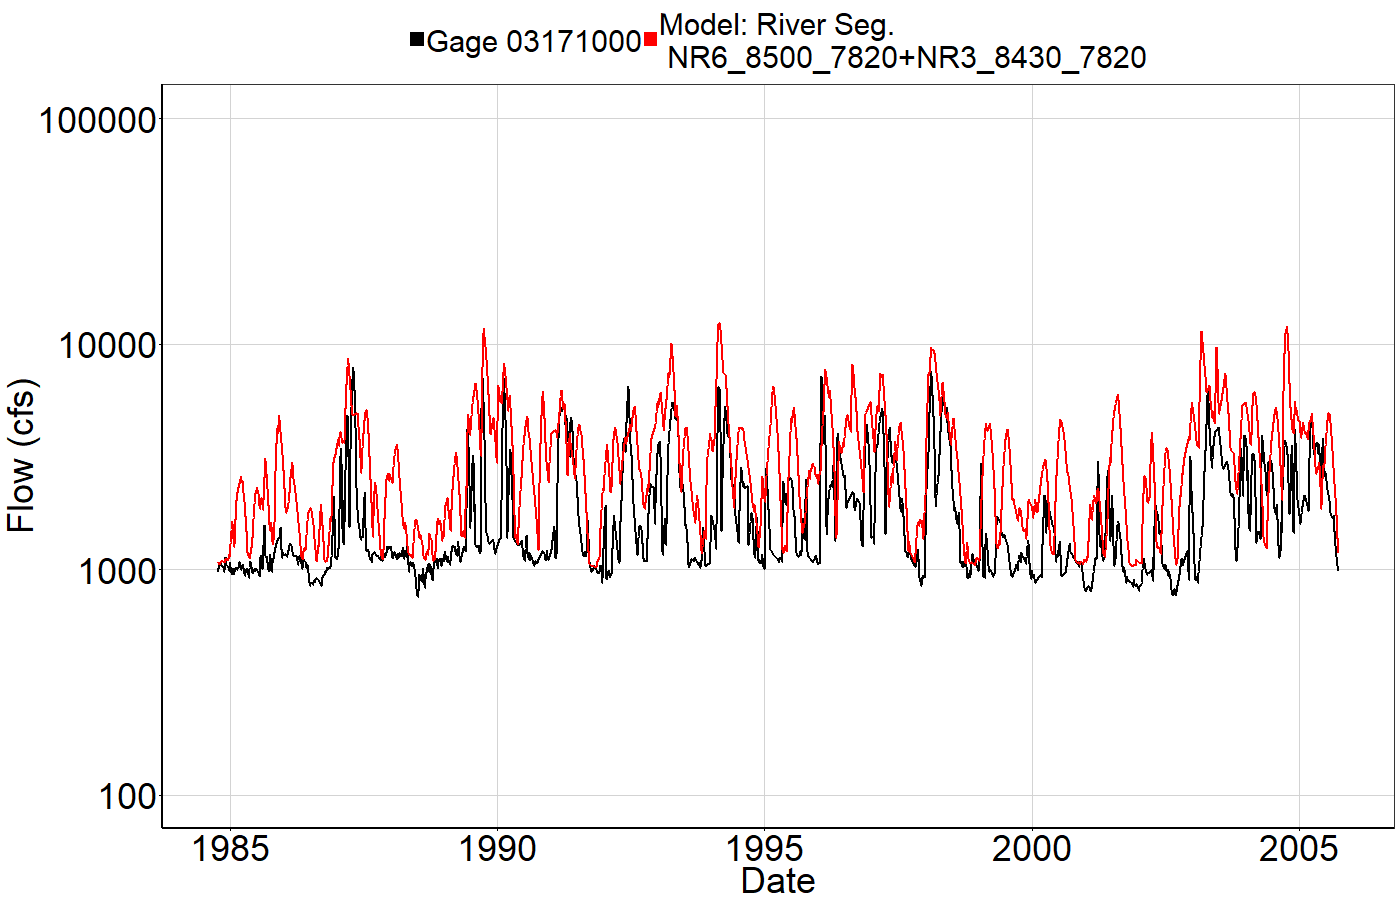 Gage 03171000
Model: River Seg.
NR6_8500_7820+NR3_8430_7820
100000
10000
1000
100
Flow (cfs)
1985 1990 1995 2000 2005
Date